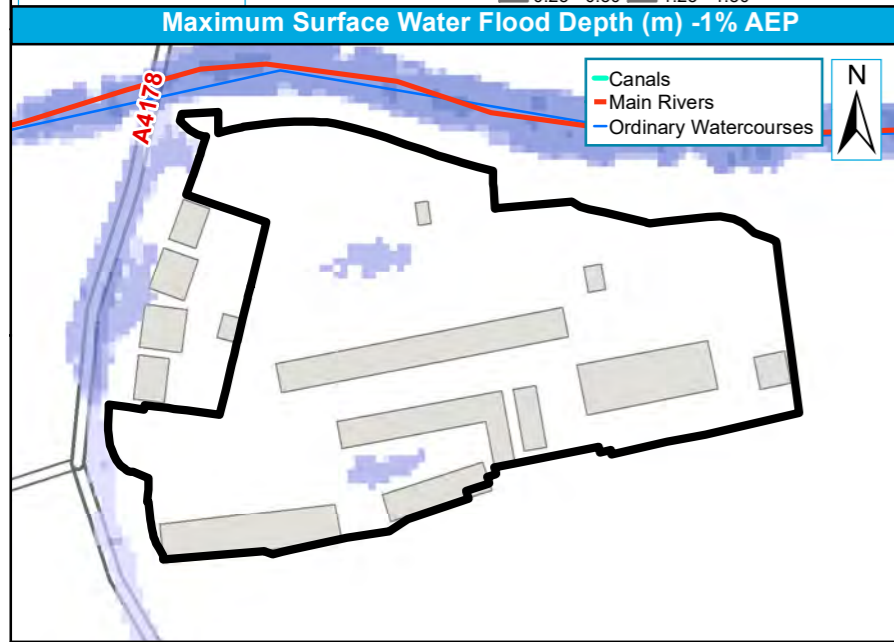 Maximum Surface Water Flood Depth (m) -1% AEP
Canals
Main Rivers
Ordinary Watercourses
N
A4178